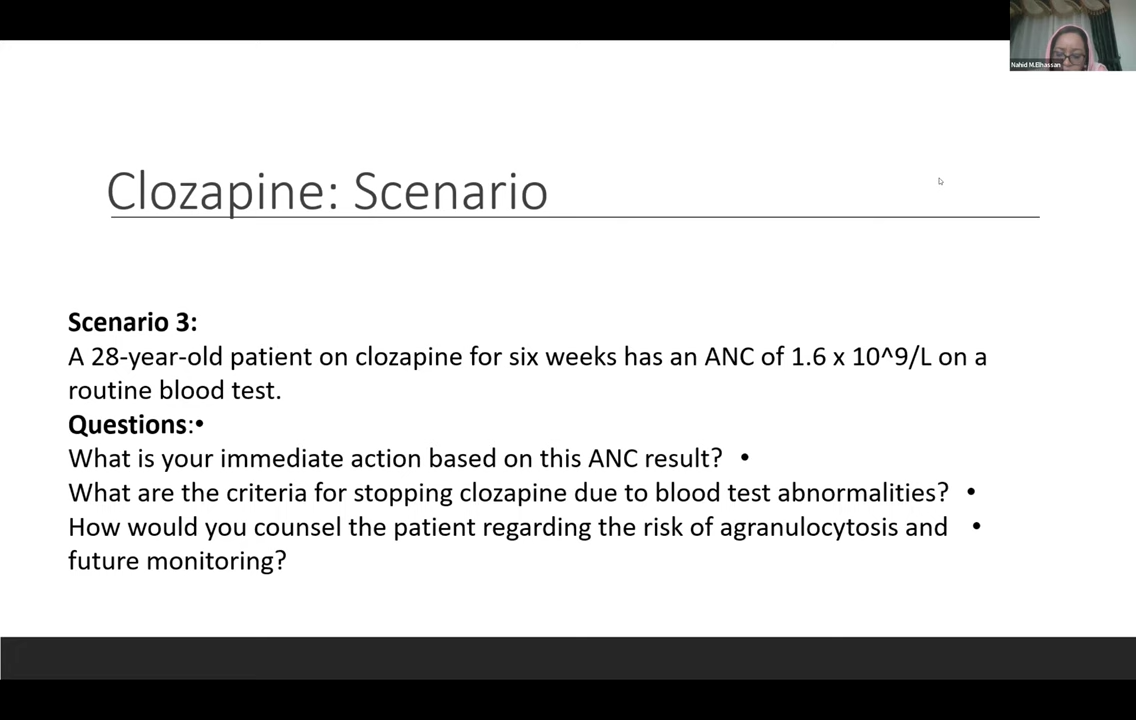 Nahid M.Elhassan
Clozapine: Scenario
Scenario 3:
A 28-year-old patient on clozapine for six weeks has an ANC of 1.6 x 10^9/L on a
routine blood test.
Questions:•
What is your immediate action based on this ANC result? •
What are the criteria for stopping clozapine due to blood test abnormalities? •
How would you counsel the patient regarding the risk of agranulocytosis and •
future monitoring?